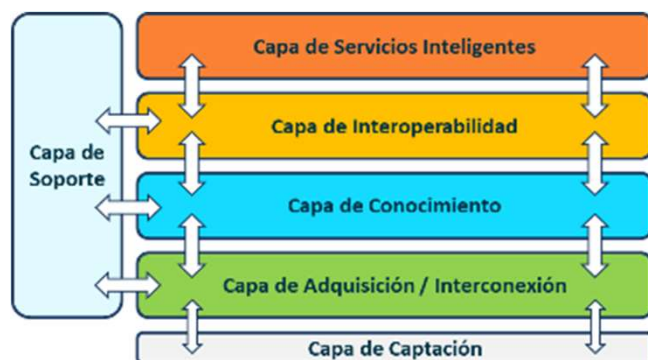 Capa de Servicios Inteligentes
Capa de Interoperabilidad
Capa de
Soporte
Capa de Conocimiento
Capa de Adquisición / Interconexión
Capa de Captación